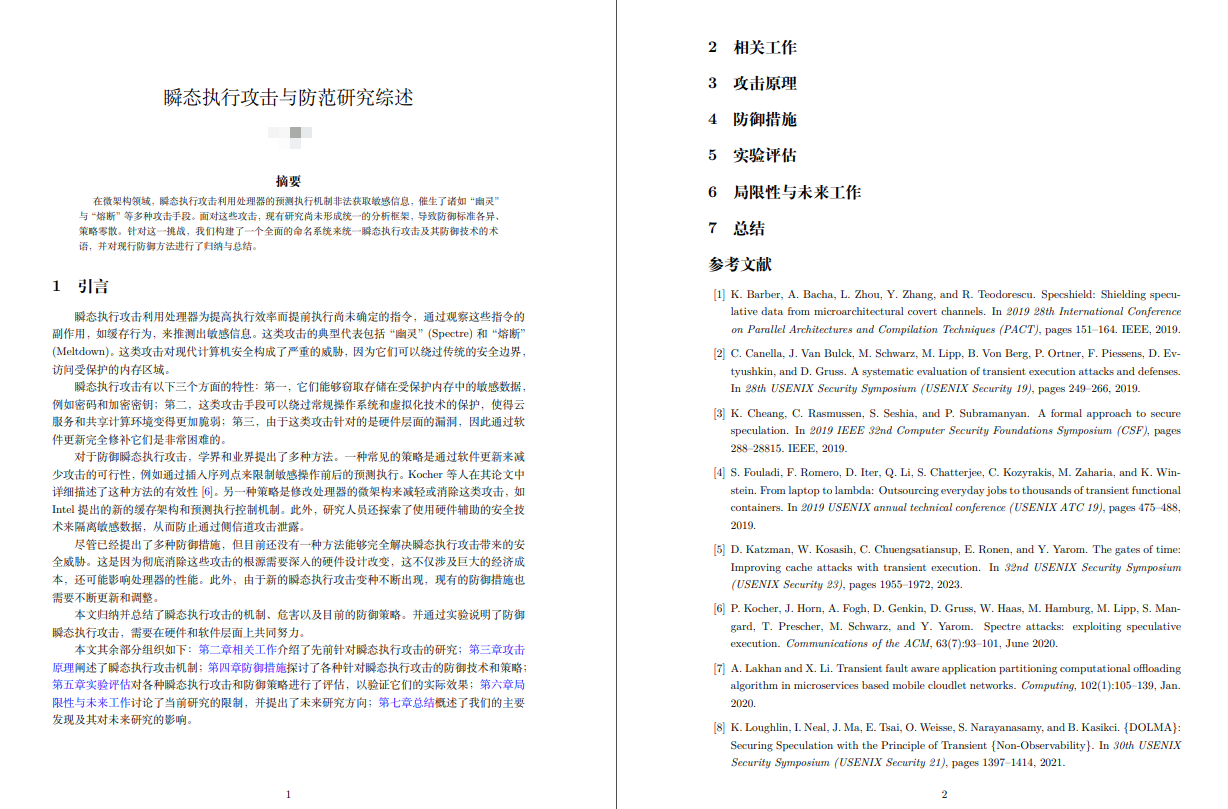 瞬态执行攻击与防范研究综述
摘要
在微架构领域，瞬态执行攻击利用处理器的预测执行机制非法获取敏感信息，催生了诸如“幽灵”
与“熔断”等多种攻击手段。面对这些攻击，现有研究尚未形成统一的分析框架，导致防御标准各异，
策略零散。针对这一挑战，我们构建了一个全面的命名系统来统一瞬态执行攻击及其防御技术的术
语，并对现行防御方法进行了归纳与总结。
1 引言
瞬态执行攻击利用处理器为提高执行效率而提前执行尚未确定的指令，通过观察这些指令的
副作用，如缓存行为，来推测出敏感信息。这类攻击的典型代表包括“幽灵”(Spectre) 和“熔断”
(Meltdown)。这类攻击对现代计算机安全构成了严重的威胁，因为它们可以绕过传统的安全边界，
访问受保护的内存区域。
瞬态执行攻击有以下三个方面的特性：第一，它们能够窃取存储在受保护内存中的敏感数据，
例如密码和加密密钥；第二，这类攻击手段可以绕过常规操作系统和虚拟化技术的保护，使得云
服务和共享计算环境变得更加脆弱；第三，由于这类攻击针对的是硬件层面的漏洞，因此通过软
件更新完全修补它们是非常困难的。
对于防御瞬态执行攻击，学界和业界提出了多种方法。一种常见的策略是通过软件更新来减
少攻击的可行性，例如通过插入序列点来限制敏感操作前后的预测执行。Kocher 等人在其论文中
详细描述了这种方法的有效性 [6]。另一种策略是修改处理器的微架构来减轻或消除这类攻击，如
Intel 提出的新的缓存架构和预测执行控制机制。此外，研究人员还探索了使用硬件辅助的安全技
术来隔离敏感数据，从而防止通过侧信道攻击泄露。
尽管已经提出了多种防御措施，但目前还没有一种方法能够完全解决瞬态执行攻击带来的安
全威胁。这是因为彻底消除这些攻击的根源需要深入的硬件设计改变，这不仅涉及巨大的经济成
本，还可能影响处理器的性能。此外，由于新的瞬态执行攻击变种不断出现，现有的防御措施也
需要不断更新和调整。
本文归纳并总结了瞬态执行攻击的机制、危害以及目前的防御策略。并通过实验说明了防御
瞬态执行攻击，需要在硬件和软件层面上共同努力。
本文其余部分组织如下：第二章相关工作介绍了先前针对瞬态执行攻击的研究；第三章攻击
原理阐述了瞬态执行攻击机制；第四章防御措施探讨了各种针对瞬态执行攻击的防御技术和策略；
第五章实验评估对各种瞬态执行攻击和防御策略进行了评估，以验证它们的实际效果；第六章局
限性与未来工作讨论了当前研究的限制，并提出了未来研究方向；第七章总结概述了我们的主要
发现及其对未来研究的影响。
1
2 相关工作
3 攻击原理
4 防御措施
5 实验评估
6 局限性与未来工作
7 总结
参考文献
[1] K. Barber, A. Bacha, L. Zhou, Y. Zhang, and R. Teodorescu. Specshield: Shielding specu-
lative data from microarchitectural covert channels. In 2019 28th International Conference
on Parallel Architectures and Compilation Techniques (PACT), pages 151–164. IEEE, 2019.
[2] C. Canella, J. Van Bulck, M. Schwarz, M. Lipp, B. Von Berg, P. Ortner, F. Piessens, D. Ev-
tyushkin, and D. Gruss. A systematic evaluation of transient execution attacks and defenses.
In 28th USENIX Security Symposium (USENIX Security 19), pages 249–266, 2019.
[3] K. Cheang, C. Rasmussen, S. Seshia, and P. Subramanyan. A formal approach to secure
speculation. In 2019 IEEE 32nd Computer Security Foundations Symposium (CSF), pages
288–28815. IEEE, 2019.
[4] S. Fouladi, F. Romero, D. Iter, Q. Li, S. Chatterjee, C. Kozyrakis, M. Zaharia, and K. Win-
stein. From laptop to lambda: Outsourcing everyday jobs to thousands of transient functional
containers. In 2019 USENIX annual technical conference (USENIX ATC 19), pages 475–488,
2019.
[5] D. Katzman, W. Kosasih, C. Chuengsatiansup, E. Ronen, and Y. Yarom. The gates of time:
Improving cache attacks with transient execution. In 32nd USENIX Security Symposium
(USENIX Security 23), pages 1955–1972, 2023.
[6] P. Kocher, J. Horn, A. Fogh, D. Genkin, D. Gruss, W. Haas, M. Hamburg, M. Lipp, S. Man-
gard, T. Prescher, M. Schwarz, and Y. Yarom. Spectre attacks: exploiting speculative
execution. Communications of the ACM, 63(7):93–101, June 2020.
[7] A. Lakhan and X. Li. Transient fault aware application partitioning computational offloading
algorithm in microservices based mobile cloudlet networks. Computing, 102(1):105–139, Jan.
2020.
[8] K. Loughlin, I. Neal, J. Ma, E. Tsai, O. Weisse, S. Narayanasamy, and B. Kasikci. {DOLMA}:
Securing Speculation with the Principle of Transient {Non-Observability}. In 30th USENIX
Security Symposium (USENIX Security 21), pages 1397–1414, 2021.
2